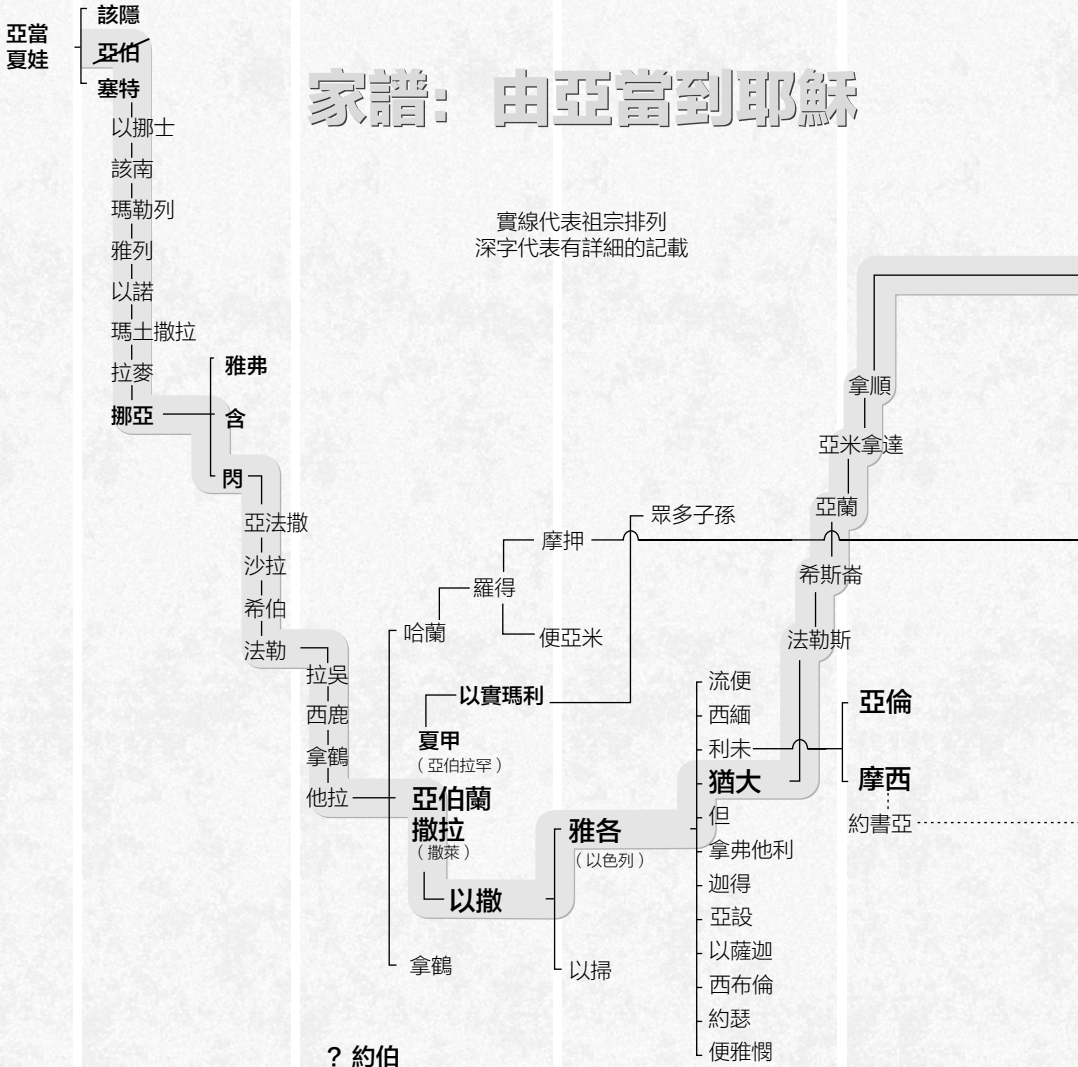 家譜：由亞當到耶穌
實線代表祖宗排列
深字代表有詳細的記載
亞當
夏娃
該隱
亞伯
塞特
以挪士
該南
瑪勒列
雅列
以諾
瑪土撒拉
拉麥
挪亞
雅弗
含
閃
亞法撒
沙拉
希伯
法勒
拉吳
西鹿
拿鶴
他拉
哈蘭
羅得
摩押
便亞米
眾多子孫
以實瑪利
夏甲
（亞伯拉罕）
亞伯蘭
撒拉
（撒萊）
以撒
拿鶴
雅各
（以色列）
以掃
流便
西緬
利未
猶大
但
拿弗他利
迦得
亞設
以薩迦
西布倫
約瑟
便雅憫
亞倫
摩西
約書亞
法勒斯
希斯崙
亞蘭
亞米拿達
拿順
? 約伯